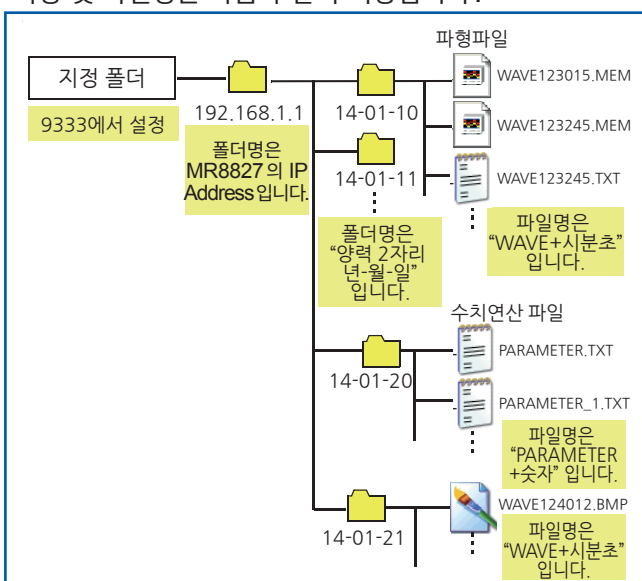 파형파일
지정 폴더
9333에서 설정
192.168.1.1
폴더명은
MR8827의 IP
Address입니다.
14-01-10
WAVE123015.MEM
WAVE123245.MEM
14-01-11
WAVE123245.TXT
폴더명은
“양력 2자리
년-월-일”
입니다.
파일명은
“WAVE+시분초”
입니다.
수치연산 파일
14-01-20
PARAMETER.TXT
PARAMETER_1.TXT
파일명은
“PARAMETER
+숫자” 입니다.
14-01-21
WAVE124012.BMP
파일명은
“WAVE+시분초”
입니다.